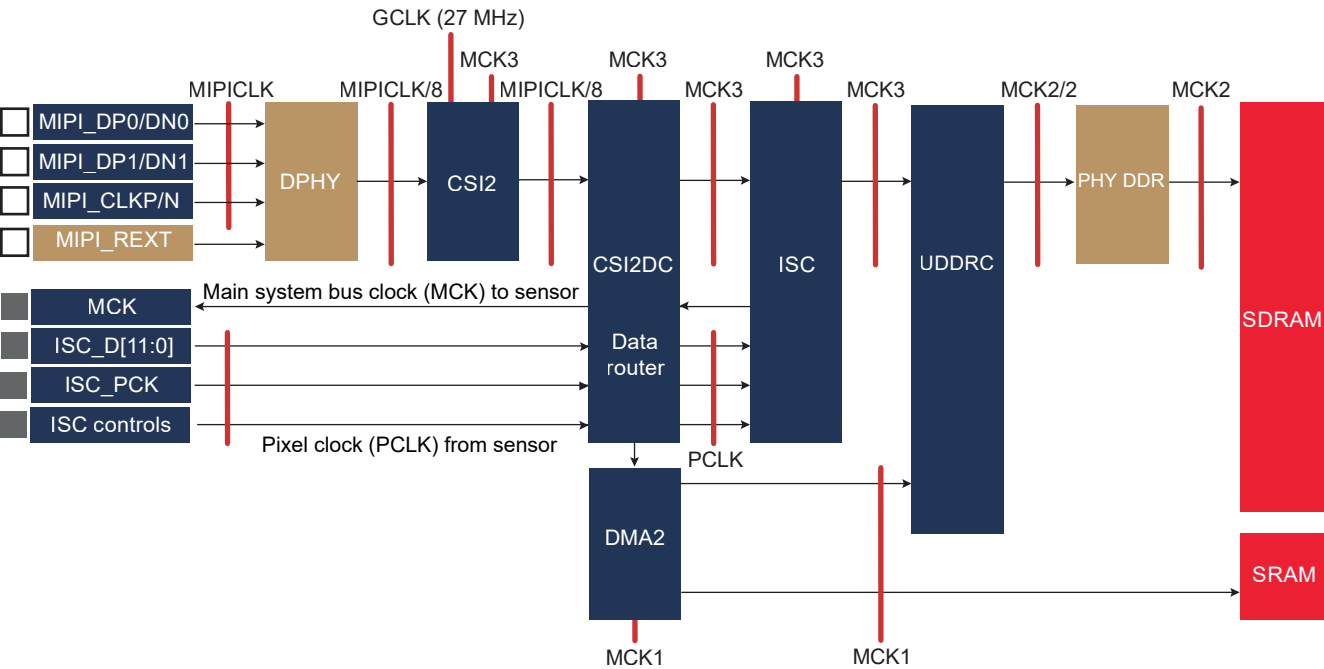 GCLK (27 MHz)
MCK3
MCK3
MCK3
MIPICLK
MIPICLK/8
MIPICLK/8
MCK3
MCK3
MCK2/2
MCK2
MIPI_DP0/DN0
MIPI_DP1/DN1
MIPI_CLKP/N
MIPI_REXT
DPHY
CSI2
CSI2DC
Data
router
ISC
UDDRC
PHY DDR
SDRAM
Main system bus clock (MCK) to sensor
MCK
ISC_D[11:0]
ISC_PCK
ISC controls
Pixel clock (PCLK) from sensor
PCLK
DMA2
SRAM
MCK1
MCK1